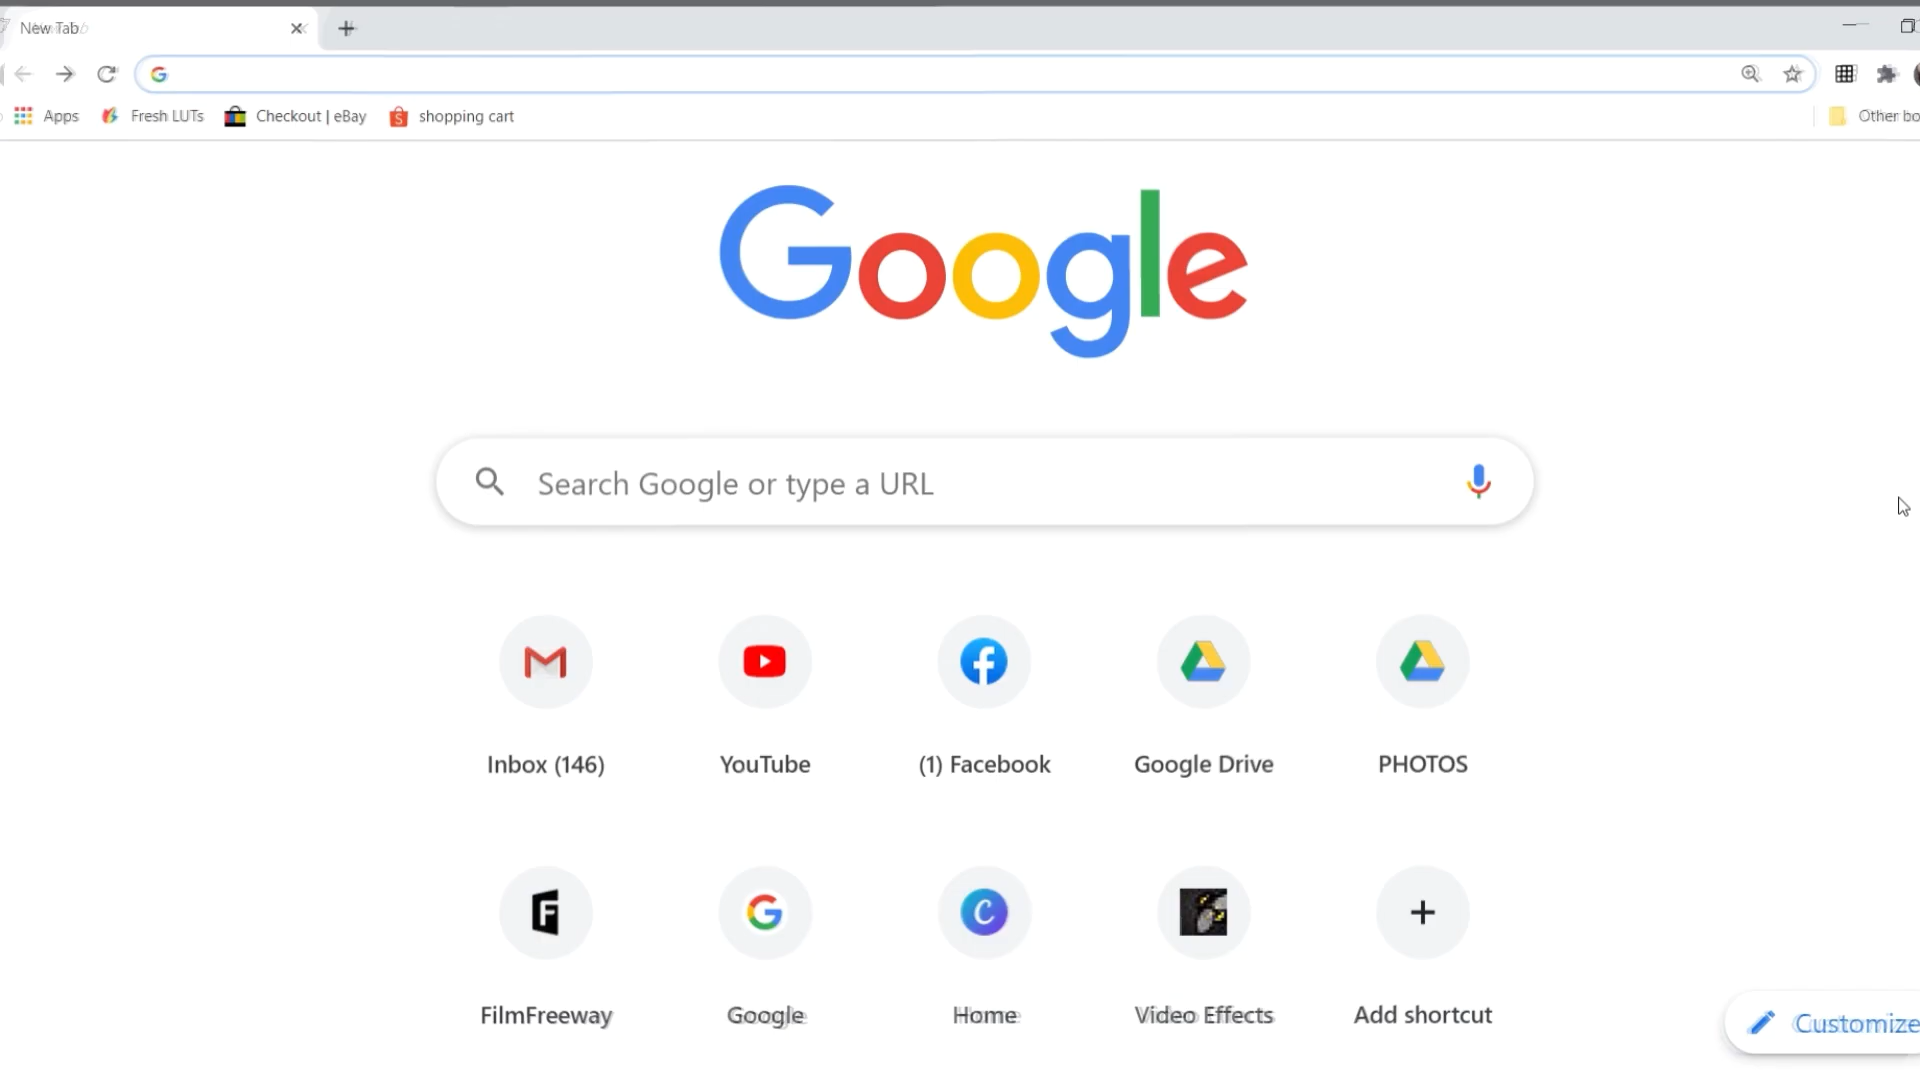 New Tab
Apps
Fresh LUTs
Checkout | eBay
shopping cart
Other bo
Google
Search Google or type a URL
Inbox (146)
YouTube
(1) Facebook
Google Drive
PHOTOS
FilmFreeway
Google
Home
Video Effects
Add shortcut
Customize